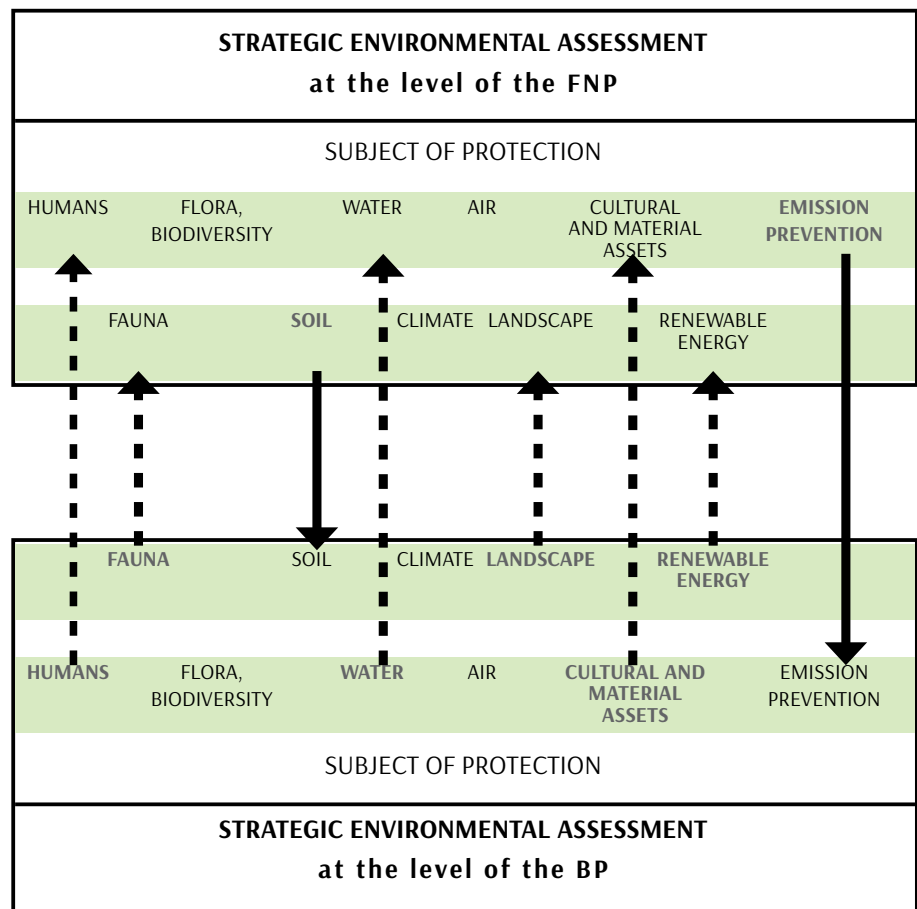 STRATEGIC ENVIRONMENTAL ASSESSMENT
at the level of the FNP
SUBJECT OF PROTECTION
HUMANS
FLORA,
BIODIVERSITY
WATER
AIR
CULTURAL
AND MATERIAL
ASSETS
EMISSION
PREVENTION
FAUNA
SOIL
CLIMATE
LANDSCAPE
RENEWABLE
ENERGY
FAUNA
SOIL
CLIMATE
LANDSCAPE
RENEWABLE
ENERGY
HUMANS
FLORA,
BIODIVERSITY
WATER
AIR
CULTURAL AND
MATERIAL
ASSETS
EMISSION
PREVENTION
SUBJECT OF PROTECTION
STRATEGIC ENVIRONMENTAL ASSESSMENT
at the level of the BP